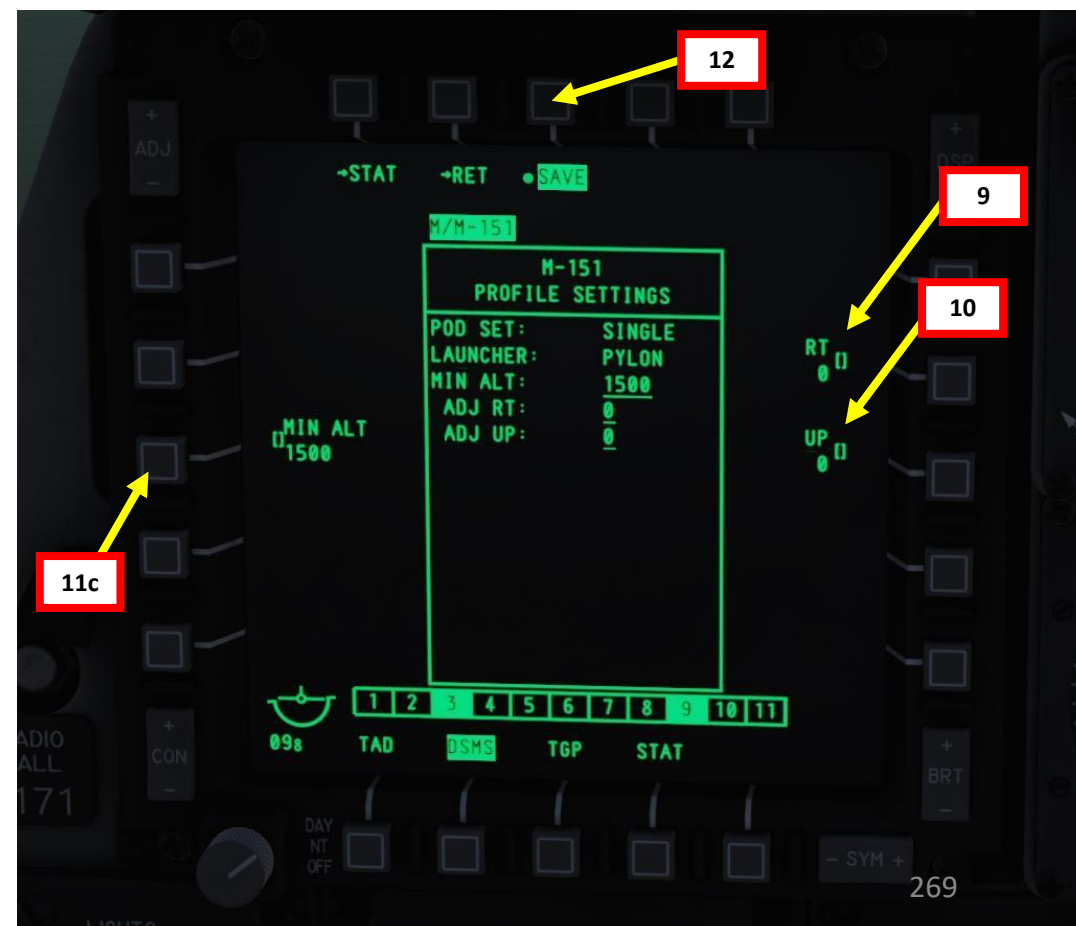 12
+
ADJ
-
+
DSP
→STAT →RET ●SAVE
9
M/M-151
M-151
PROFILE SETTINGS
10
POD SET: SINGLE
LAUNCHER: PYLON
MIN ALT: 1500
ADJ RT: 0
ADJ UP: 0
RT
0
[]MIN ALT
1500
UP
0
11c
1 2 3 4 5 6 7 8 9 10 11
098 TAD DSMS TGP STAT
+
CON
-
+
BRT
-
171
DAY
NT
OFF
- SYM +
269